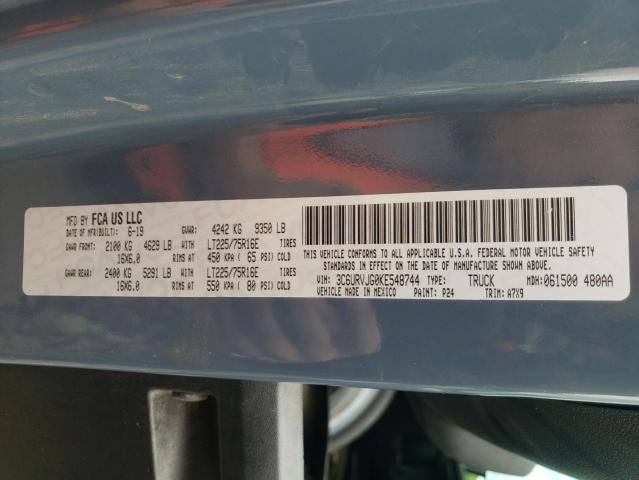 MFD BY FCA US LLC
DATE OF MFR(BUILT): 6-19 GVWR: 4242 KG 9350 LB
GAWR FRONT: 2100 KG 4629 LB WITH LT225/75R16E TIRES
16X6.0 RIMS AT 450 KPA ( 65 PSI) COLD
GAWR REAR: 2400 KG 5291 LB WITH LT225/75R16E TIRES
16X6.0 RIMS AT 550 KPA ( 80 PSI) COLD
THIS VEHICLE CONFORMS TO ALL APPLICABLE U.S.A. FEDERAL MOTOR VEHICLE SAFETY
STANDARDS IN EFFECT ON THE DATE OF MANUFACTURE SHOWN ABOVE.
VIN: 3C6URVJG0KE548744 TYPE: TRUCK MDH: 061500 480AA
VEHICLE MADE IN MEXICO PAINT: P24 TRIM: A7X9